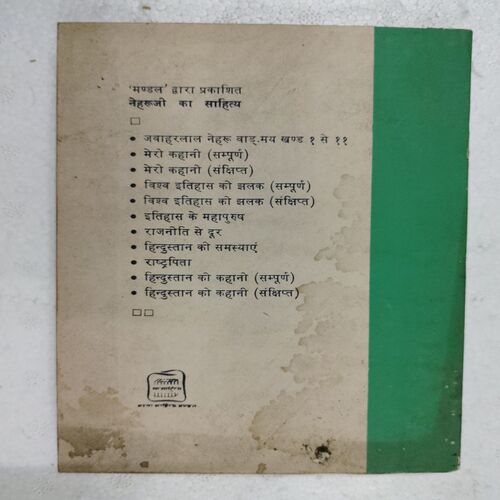 'मण्डल' द्वारा प्रकाशित
नेहरूजी का साहित्य
जवाहरलाल नेहरू वाङ्.मय खण्ड १ से ११
मेरी कहानी (सम्पूर्ण)
मेरी कहानी (संक्षिप्त)
विश्व इतिहास की झलक (सम्पूर्ण)
विश्व इतिहास की झलक (संक्षिप्त)
इतिहास के महापुरुष
राजनीति से दूर
हिन्दुस्तान की समस्याएं
राष्ट्रपिता
हिन्दुस्तान की कहानी (सम्पूर्ण)
हिन्दुस्तान की कहानी (संक्षिप्त)